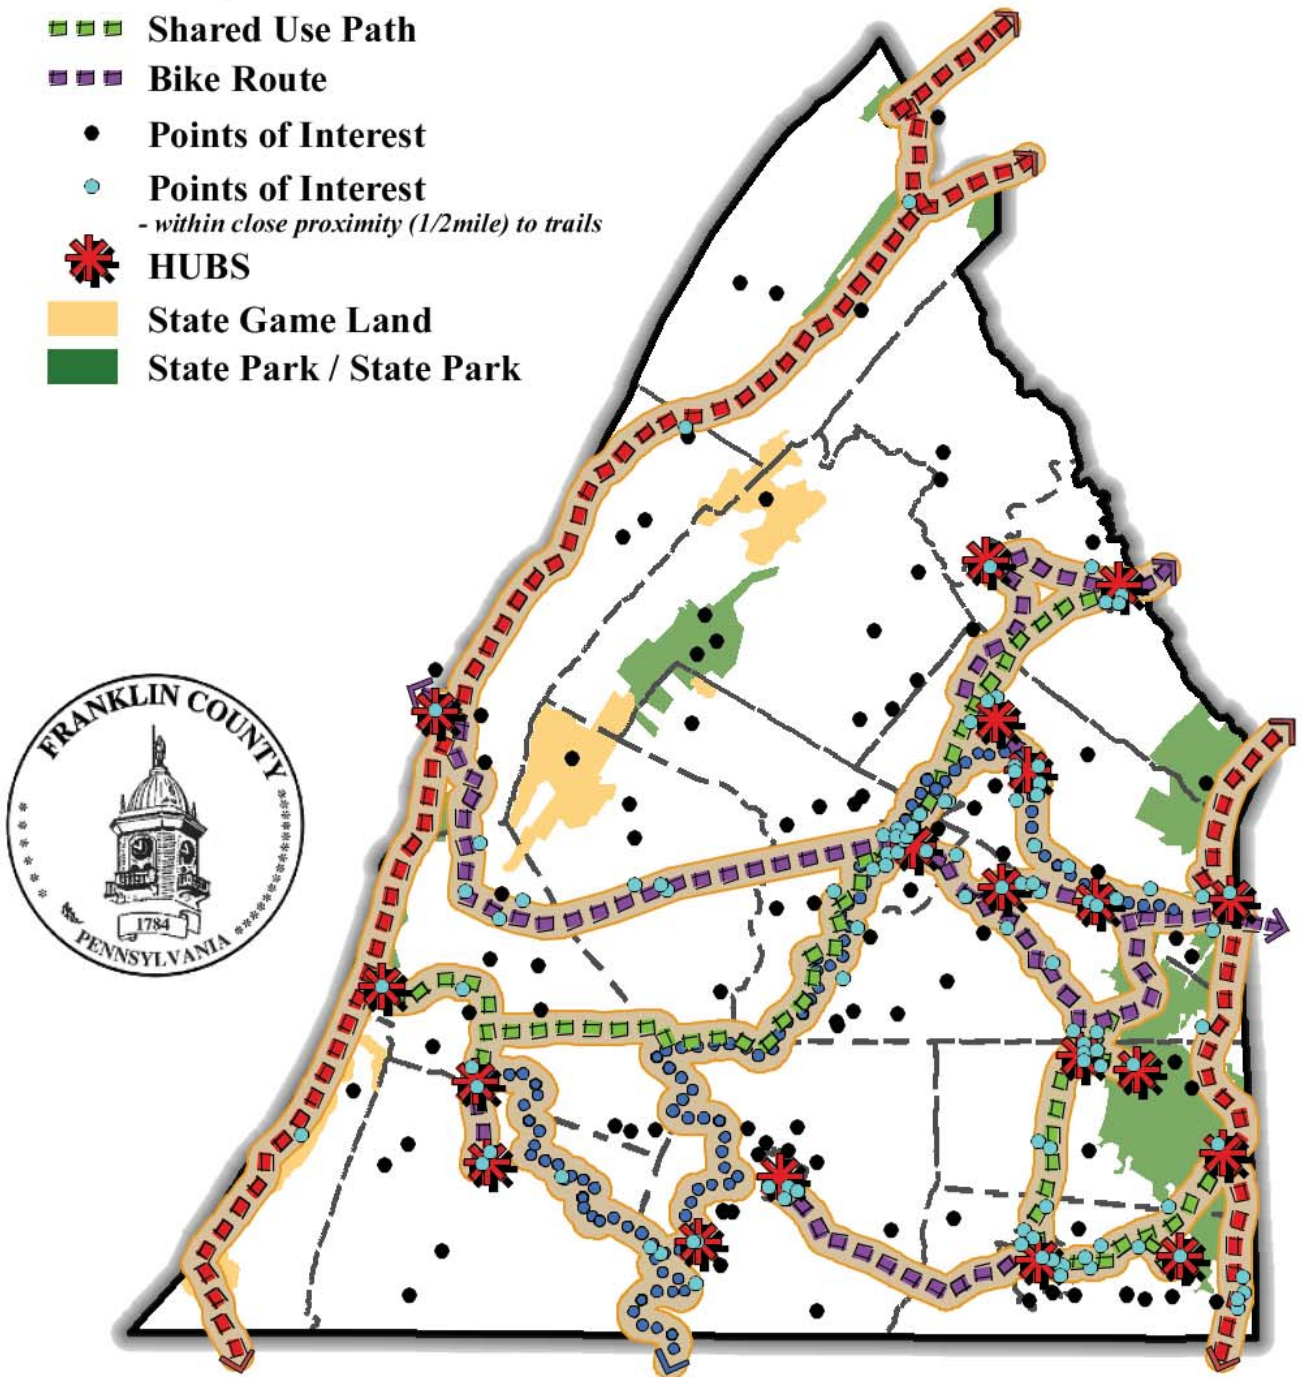 Shared Use Path
Bike Route
Points of Interest
Points of Interest
- within close proximity (1/2mile) to trails
HUBS
State Game Land
State Park / State Park
FRANKLIN COUNTY
1784
PENNSYLVANIA